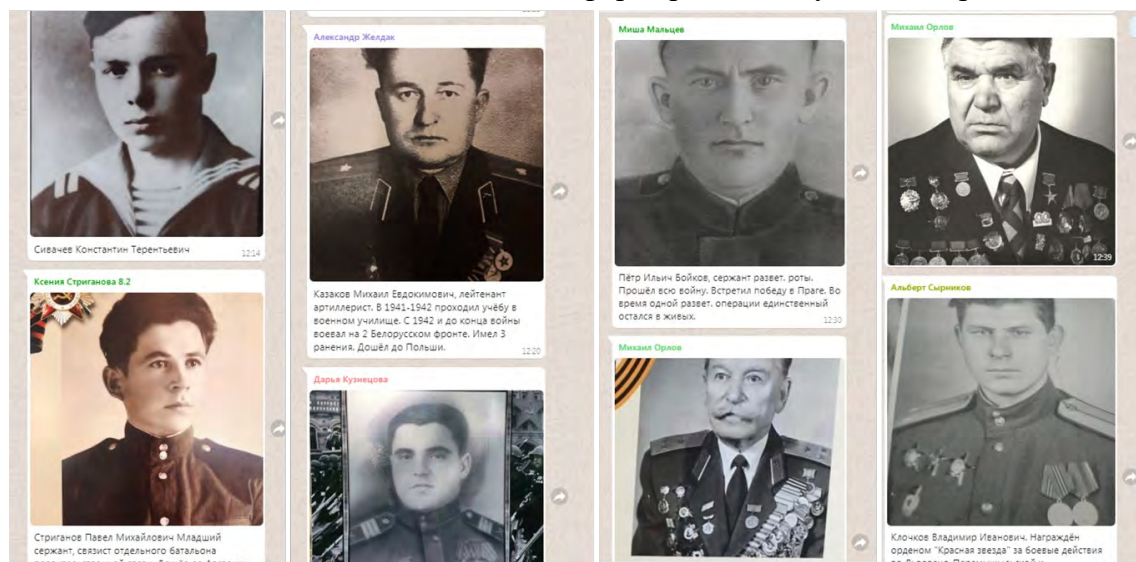 Сивачев Константин Терентьевич
12:14
Ксения Стриганова 8.2
Стриганов Павел Михайлович Младший
сержант, связист отдельного батальона
Александр Желдак
Казаков Михаил Евдокимович, лейтенант
артиллерист. В 1941-1942 проходил учёбу в
военном училище. С 1942 и до конца войны
воевал на 2 Белорусском фронте. Имел 3
ранения. Дошёл до Польши.
12:20
Дарья Кузнецова
Миша Мальцев
Пётр Ильич Бойков, сержант развет. роты.
Прошёл всю войну. Встретил победу в Праге. Во
время одной развет. операции единственный
остался в живых.
12:30
Михаил Орлов
Михаил Орлов
12:39
Альберт Сырников
Клочков Владимир Иванович. Награждён
орденом "Красная звезда" за боевые действия